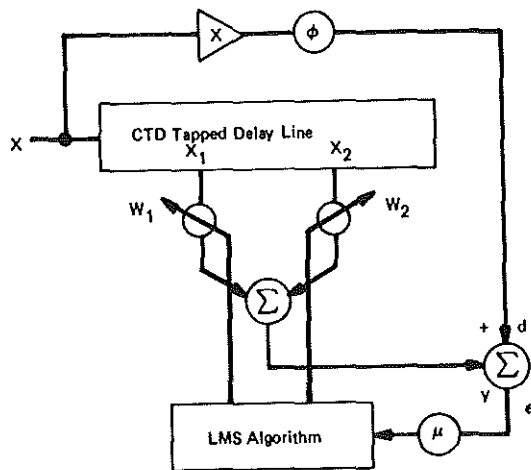 X
ϕ
X
CTD Tapped Delay Line
X1
X2
W1
W2
Σ
+
d
Σ
y
e
LMS Algorithm
μ